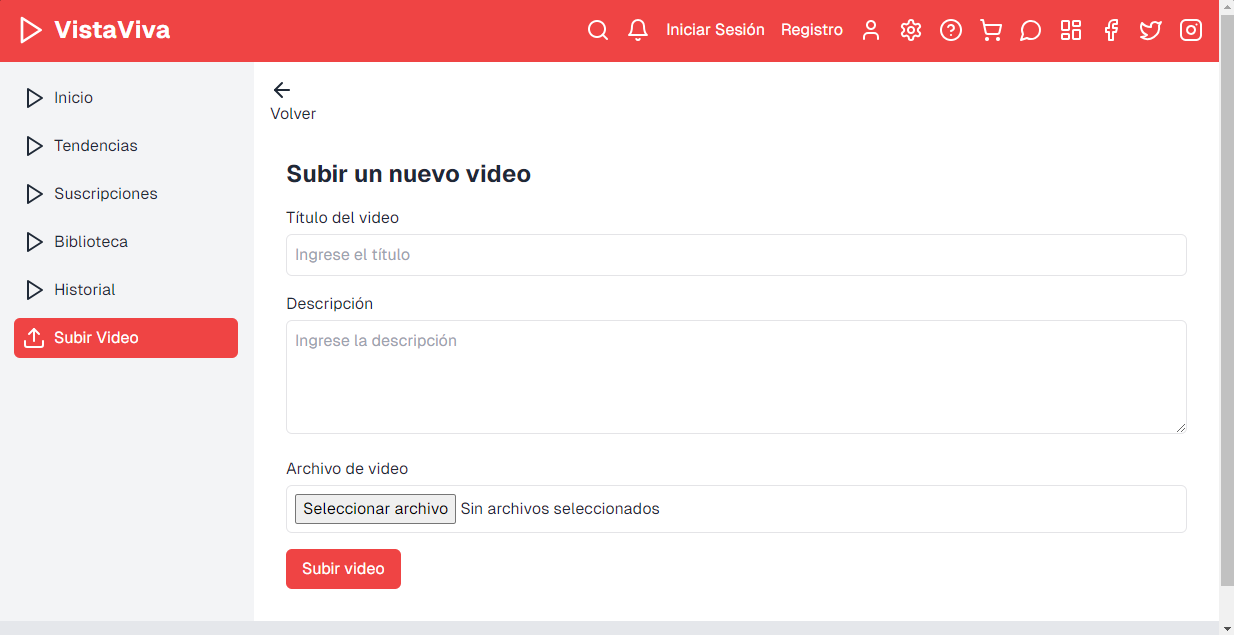 VistaViva
Iniciar Sesión
Registro
Inicio
Tendencias
Suscripciones
Biblioteca
Historial
Subir Video
Volver
Subir un nuevo video
Título del video
Ingrese el título
Descripción
Ingrese la descripción
Archivo de video
Seleccionar archivo Sin archivos seleccionados
Subir video